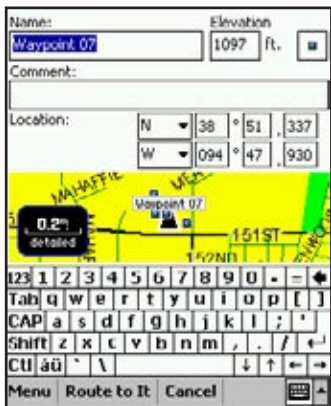 Name: Elevation
Waypoint 07 1097 ft.
Comment:
Location: N 38 ° 51 . 337
W 094 ° 47 . 930
MAHAFFIE
Waypoint 07
0.2 151ST
detailed 152ND
123 1 2 3 4 5 6 7 8 9 0 - =
Tab q w e r t y u i o p [ ]
CAP a s d f g h j k l ; '
Shift z x c v b n m , . /
Ctl áü ` \ ↓ ↑ ← →
Menu Route to It Cancel